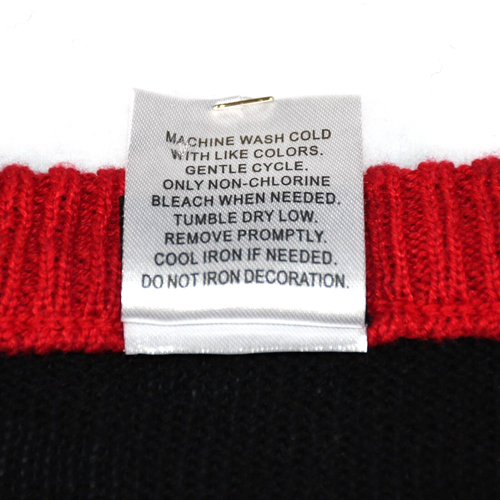 MACHINE WASH COLD
WITH LIKE COLORS.
GENTLE CYCLE.
ONLY NON-CHLORINE
BLEACH WHEN NEEDED.
TUMBLE DRY LOW.
REMOVE PROMPTLY.
COOL IRON IF NEEDED.
DO NOT IRON DECORATION.